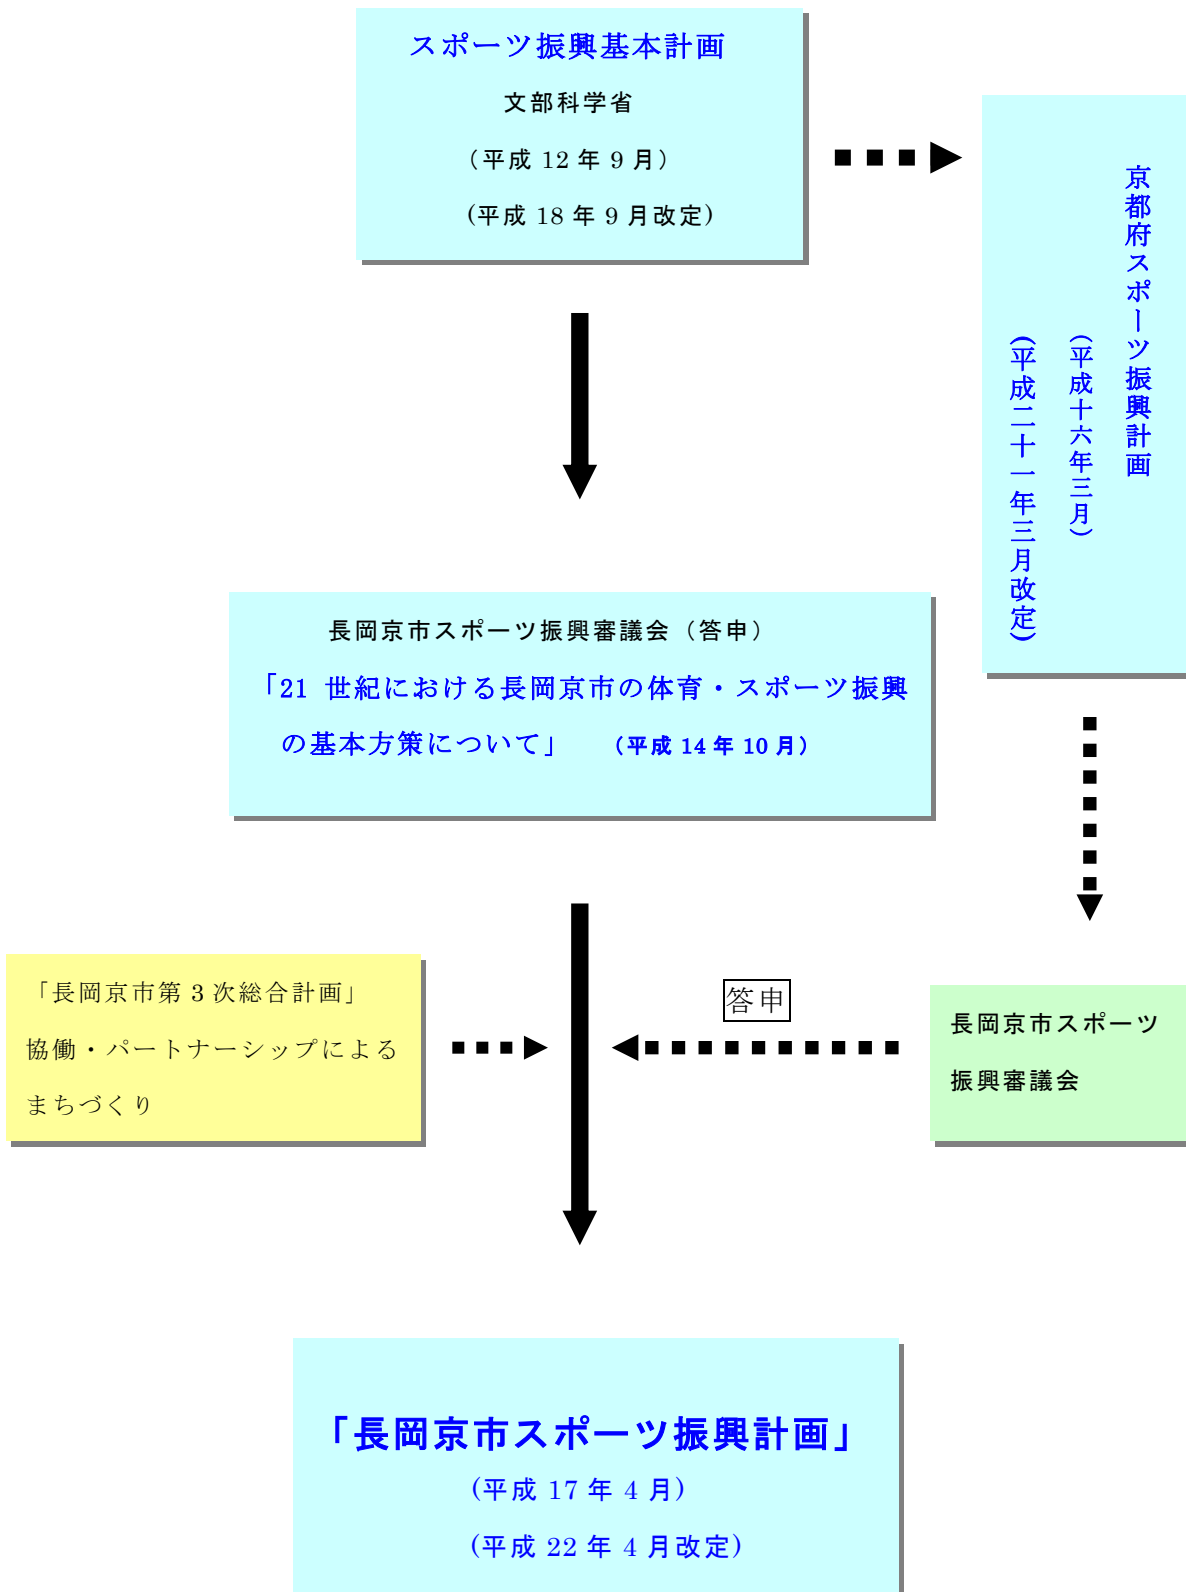 スポーツ振興基本計画
文部科学省
（平成 12 年 9 月）
(平成 18 年 9 月改定)
京都府スポーツ振興計画
（平成十六年三月）
(平成二十一年三月改定)
長岡京市スポーツ振興審議会（答申）
「21 世紀における長岡京市の体育・スポーツ振興
の基本方策について」 （平成 14 年 10 月）
「長岡京市第 3 次総合計画」
協働・パートナーシップによる
まちづくり
答申
長岡京市スポーツ
振興審議会
「長岡京市スポーツ振興計画」
(平成 17 年 4 月)
(平成 22 年 4 月改定)